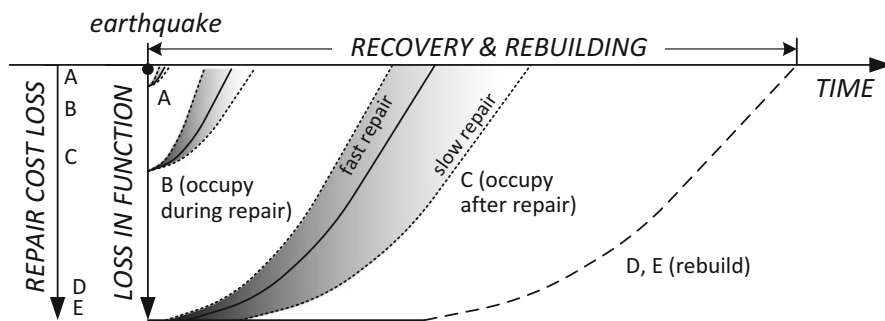 earthquake
RECOVERY & REBUILDING
TIME
A
B
C
D
E
REPAIR COST LOSS
LOSS IN FUNCTION
A
B (occupy
during repair)
fast repair
slow repair
C (occupy
after repair)
D, E (rebuild)